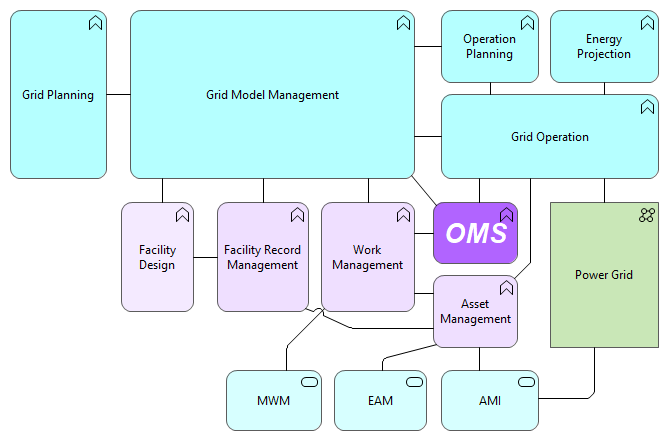 Grid Planning
Grid Model Management
Operation
Planning
Energy
Projection
Grid Operation
Facility
Design
Facility Record
Management
Work
Management
OMS
Asset
Management
Power Grid
MWM
EAM
AMI